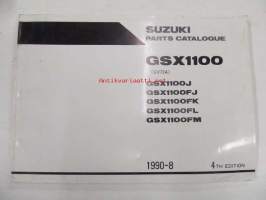 SUZUKI
PARTS CATALOGUE
GSX1100
GSX1100J
GSX1100FJ
GSX1100FK
GSX1100FL
GSX1100FM
1990-8 4TH EDITION